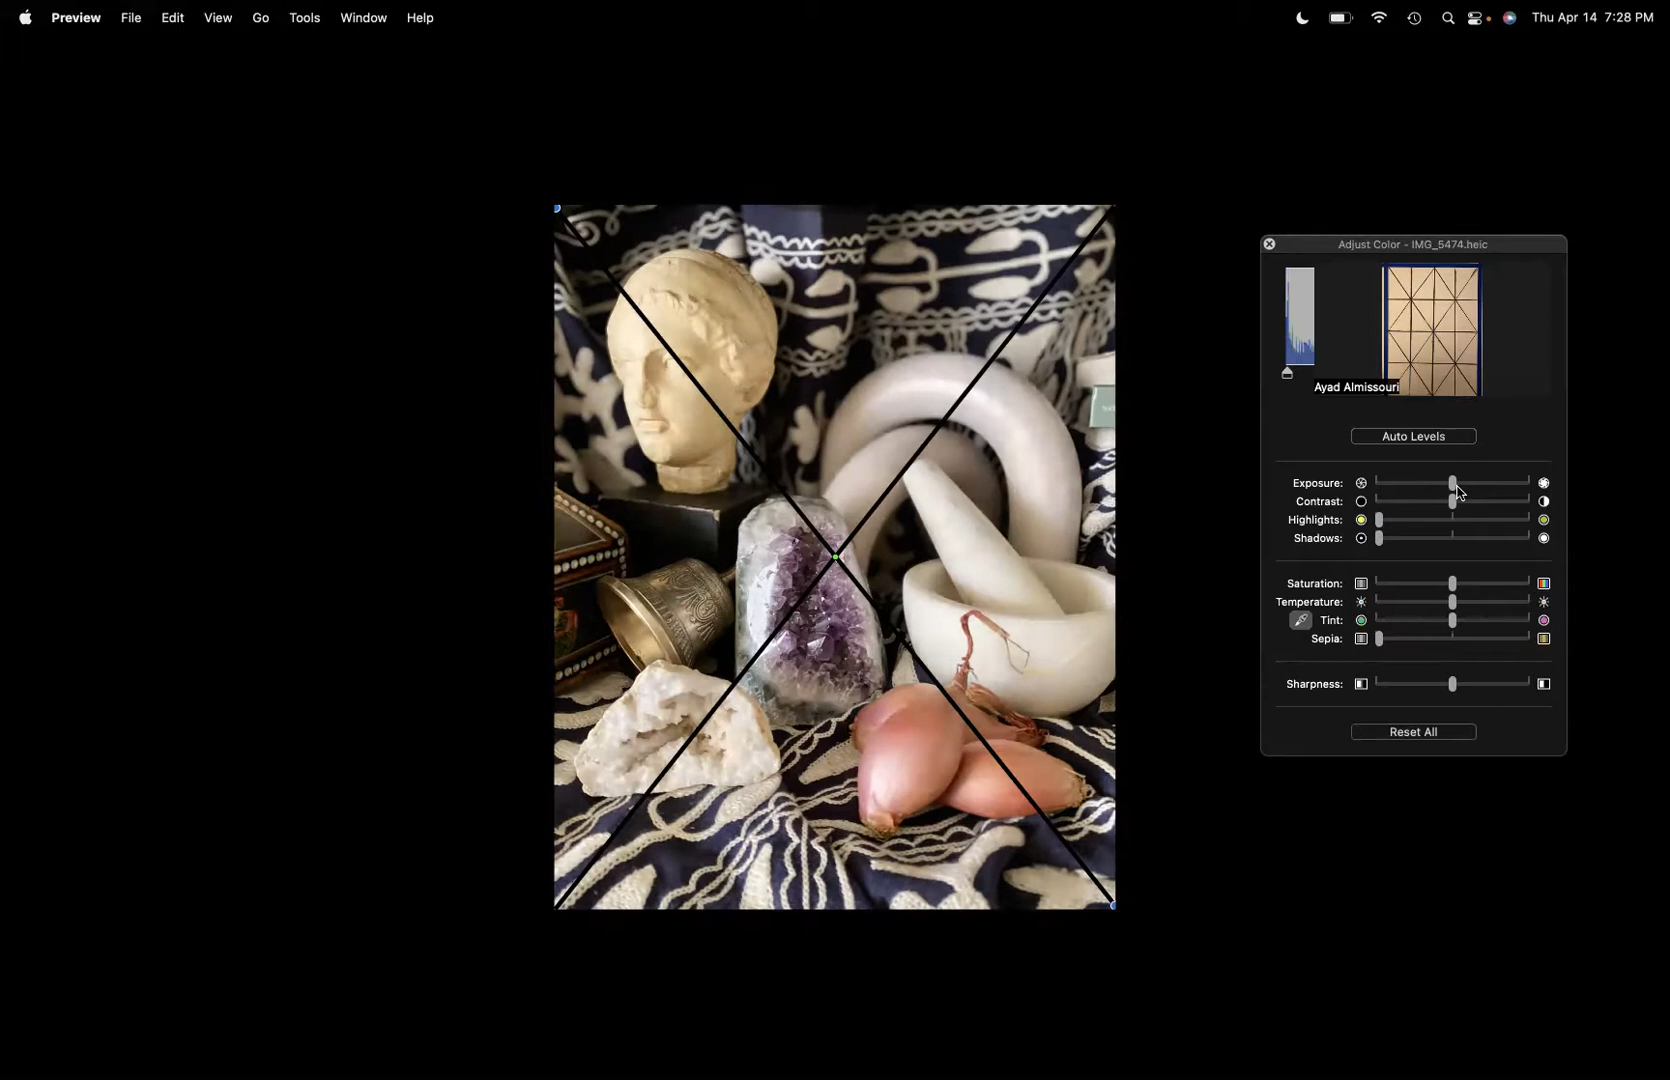 Preview File Edit View Go Tools Window Help Thu Apr 14 7:28 PM
Adjust Color - IMG_5474.heic
Ayad Almissouri
Auto Levels
Exposure:
Contrast:
Highlights:
Shadows:
Saturation:
Temperature:
Tint:
Sepia:
Sharpness:
Reset All